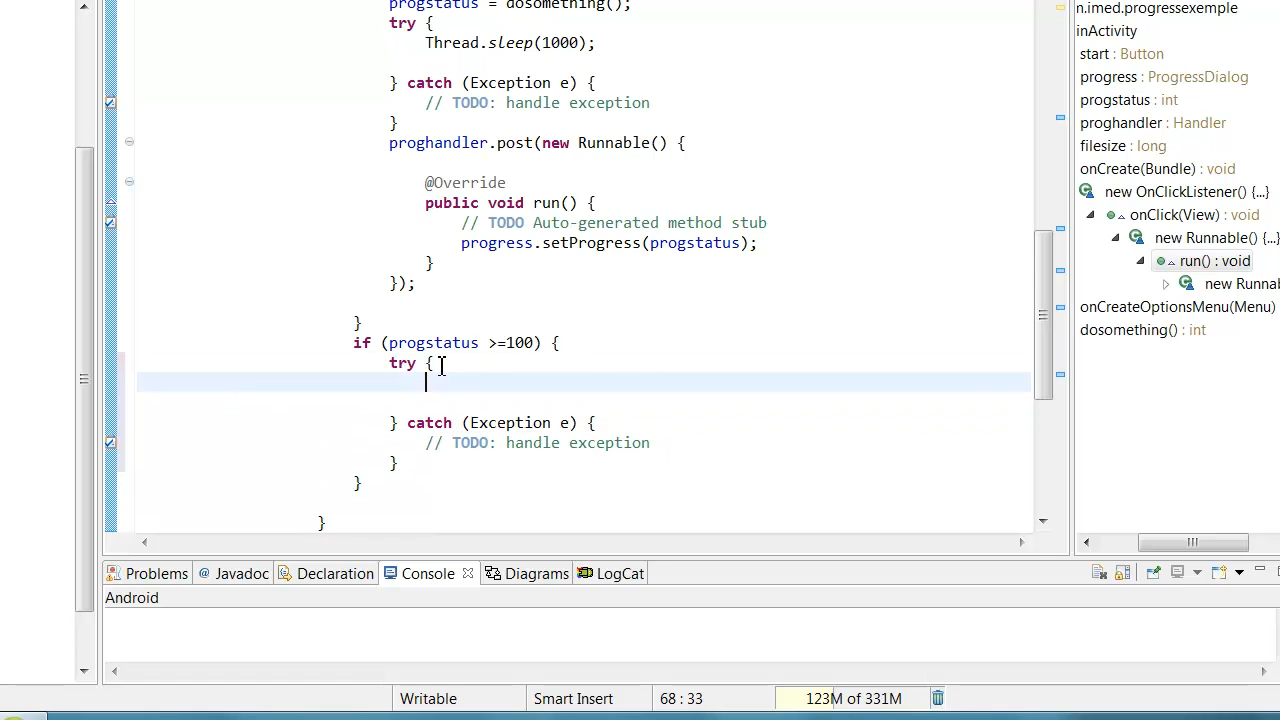 progstatus = dosomething();
try {
Thread.sleep(1000);
} catch (Exception e) {
// TODO: handle exception
}
proghandler.post(new Runnable() {
@Override
public void run() {
// TODO Auto-generated method stub
progress.setProgress(progstatus);
}
});
}
if (progstatus >=100) {
try {
} catch (Exception e) {
// TODO: handle exception
}
}
}
n.imed.progressexemple
inActivity
start : Button
progress : ProgressDialog
progstatus : int
proghandler : Handler
filesize : long
onCreate(Bundle) : void
new OnClickListener() {...}
onClick(View) : void
new Runnable() {...
run() : void
new Runna
onCreateOptionsMenu(Menu)
dosomething() : int
Problems @ Javadoc Declaration Console Diagrams LogCat
Android
Writable Smart Insert 68 : 33 123M of 331M